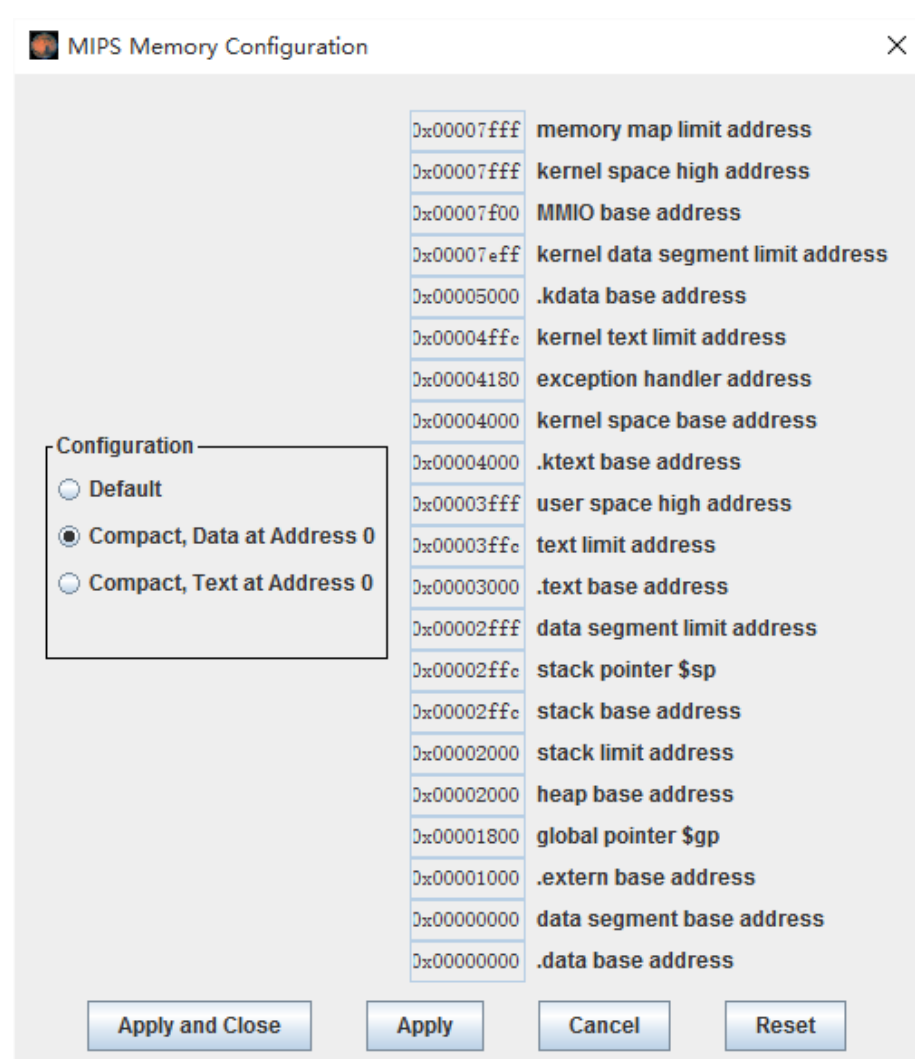 MIPS Memory Configuration
0x00007fff memory map limit address
0x00007fff kernel space high address
0x00007f00 MMIO base address
0x00007eff kernel data segment limit address
0x00005000 .kdata base address
0x00004ffc kernel text limit address
0x00004180 exception handler address
0x00004000 kernel space base address
0x00004000 .ktext base address
0x00003fff user space high address
0x00003ffc text limit address
0x00003000 .text base address
0x00002fff data segment limit address
0x00002ffc stack pointer $sp
0x00002ffc stack base address
0x00002000 stack limit address
0x00002000 heap base address
0x00001800 global pointer $gp
0x00001000 .extern base address
0x00000000 data segment base address
0x00000000 .data base address
Configuration
Default
Compact, Data at Address 0
Compact, Text at Address 0
Apply and Close
Apply
Cancel
Reset